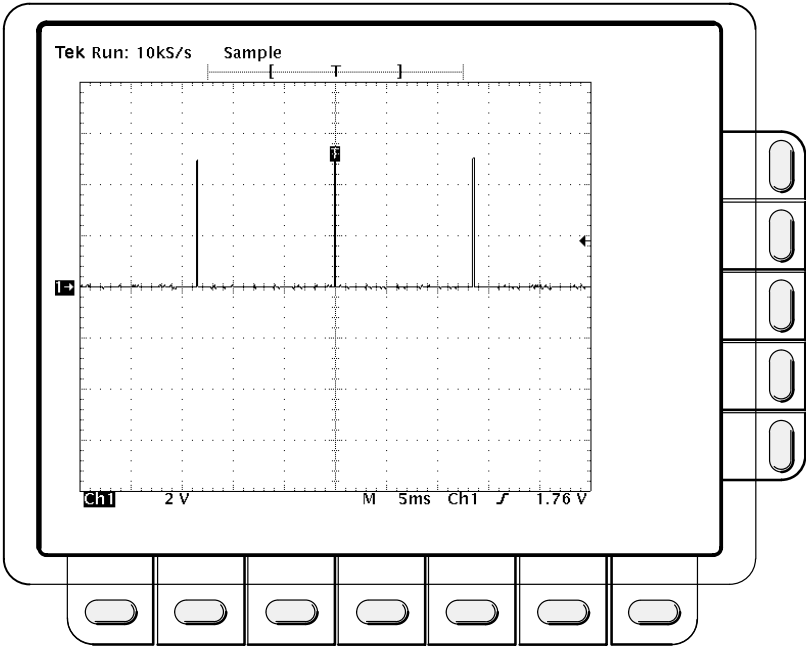 Tek Run: 10kS/s Sample
[ T ]
T
1→
Ch1 2 V M 5ms Ch1 1.76 V